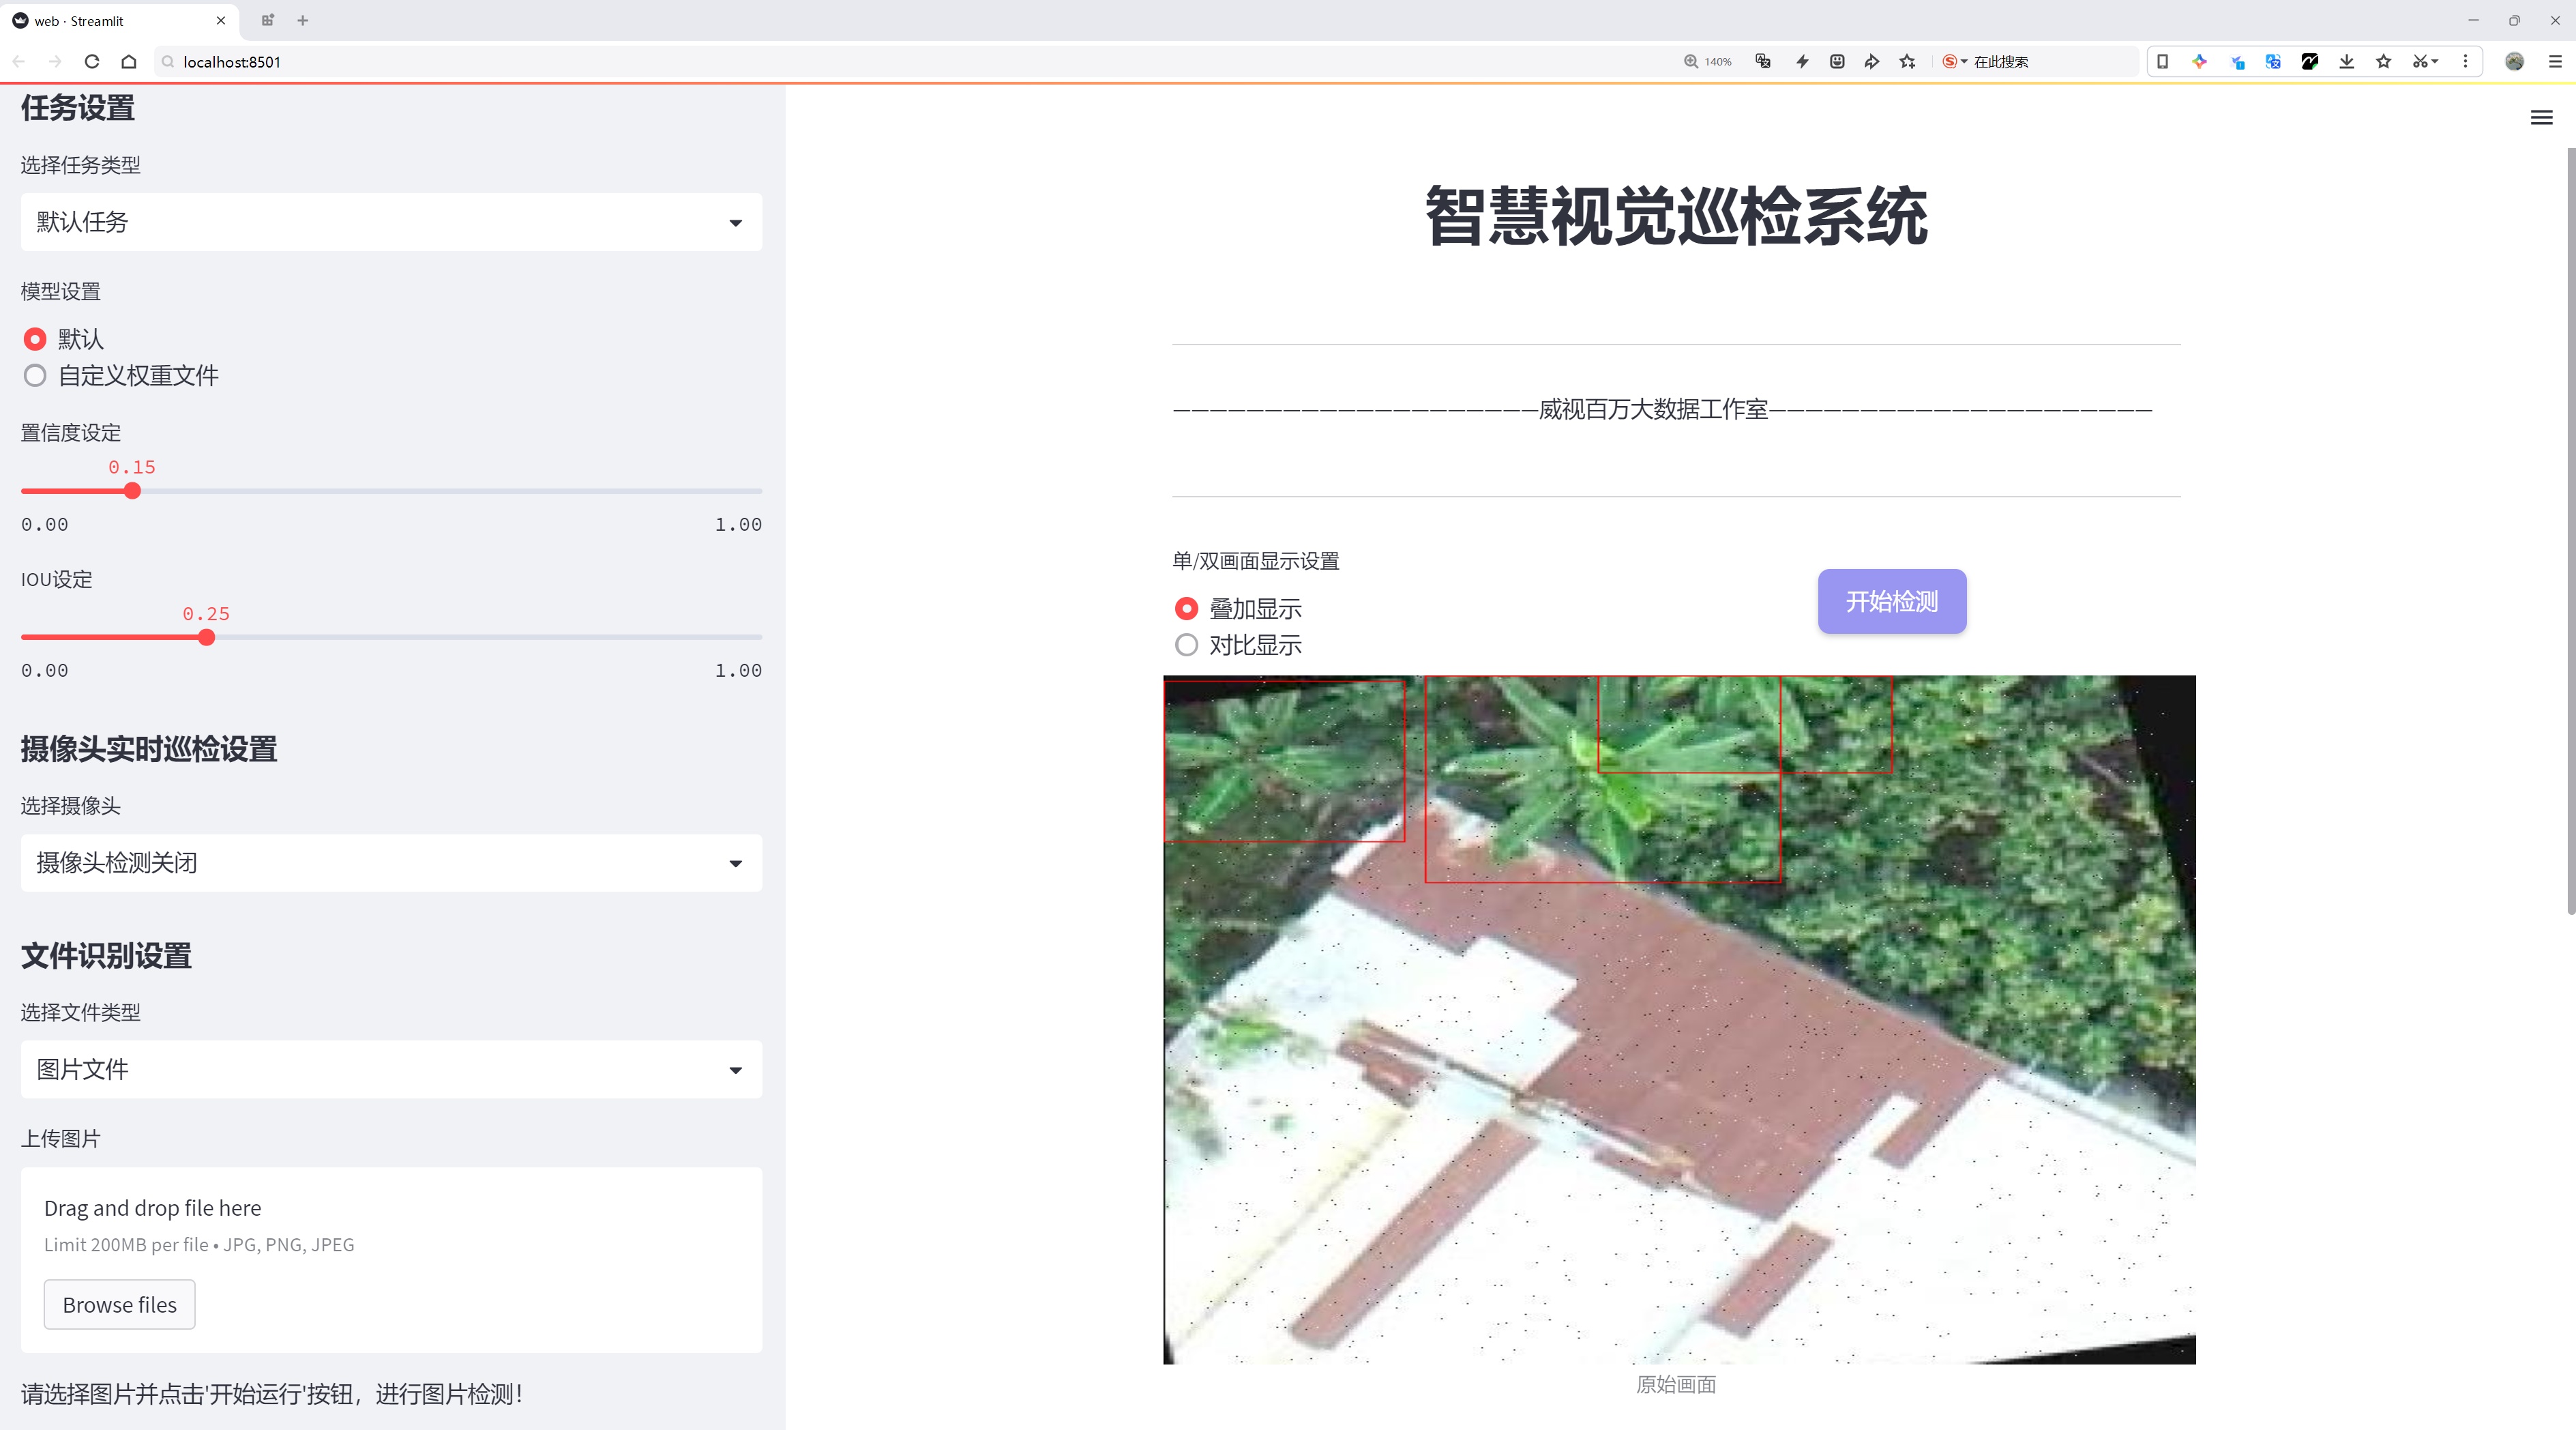 web · Streamlit
localhost:8501
140%
在此搜索
任务设置
选择任务类型
默认任务
模型设置
默认
自定义权重文件
置信度设定
0.15
0.00
1.00
IOU设定
0.25
0.00
1.00
摄像头实时巡检设置
选择摄像头
摄像头检测关闭
文件识别设置
选择文件类型
图片文件
上传图片
Drag and drop file here
Limit 200MB per file • JPG, PNG, JPEG
Browse files
请选择图片并点击'开始运行'按钮，进行图片检测！
智慧视觉巡检系统
————————————————————威视百万大数据工作室—————————————————————
单/双画面显示设置
叠加显示
对比显示
开始检测
原始画面